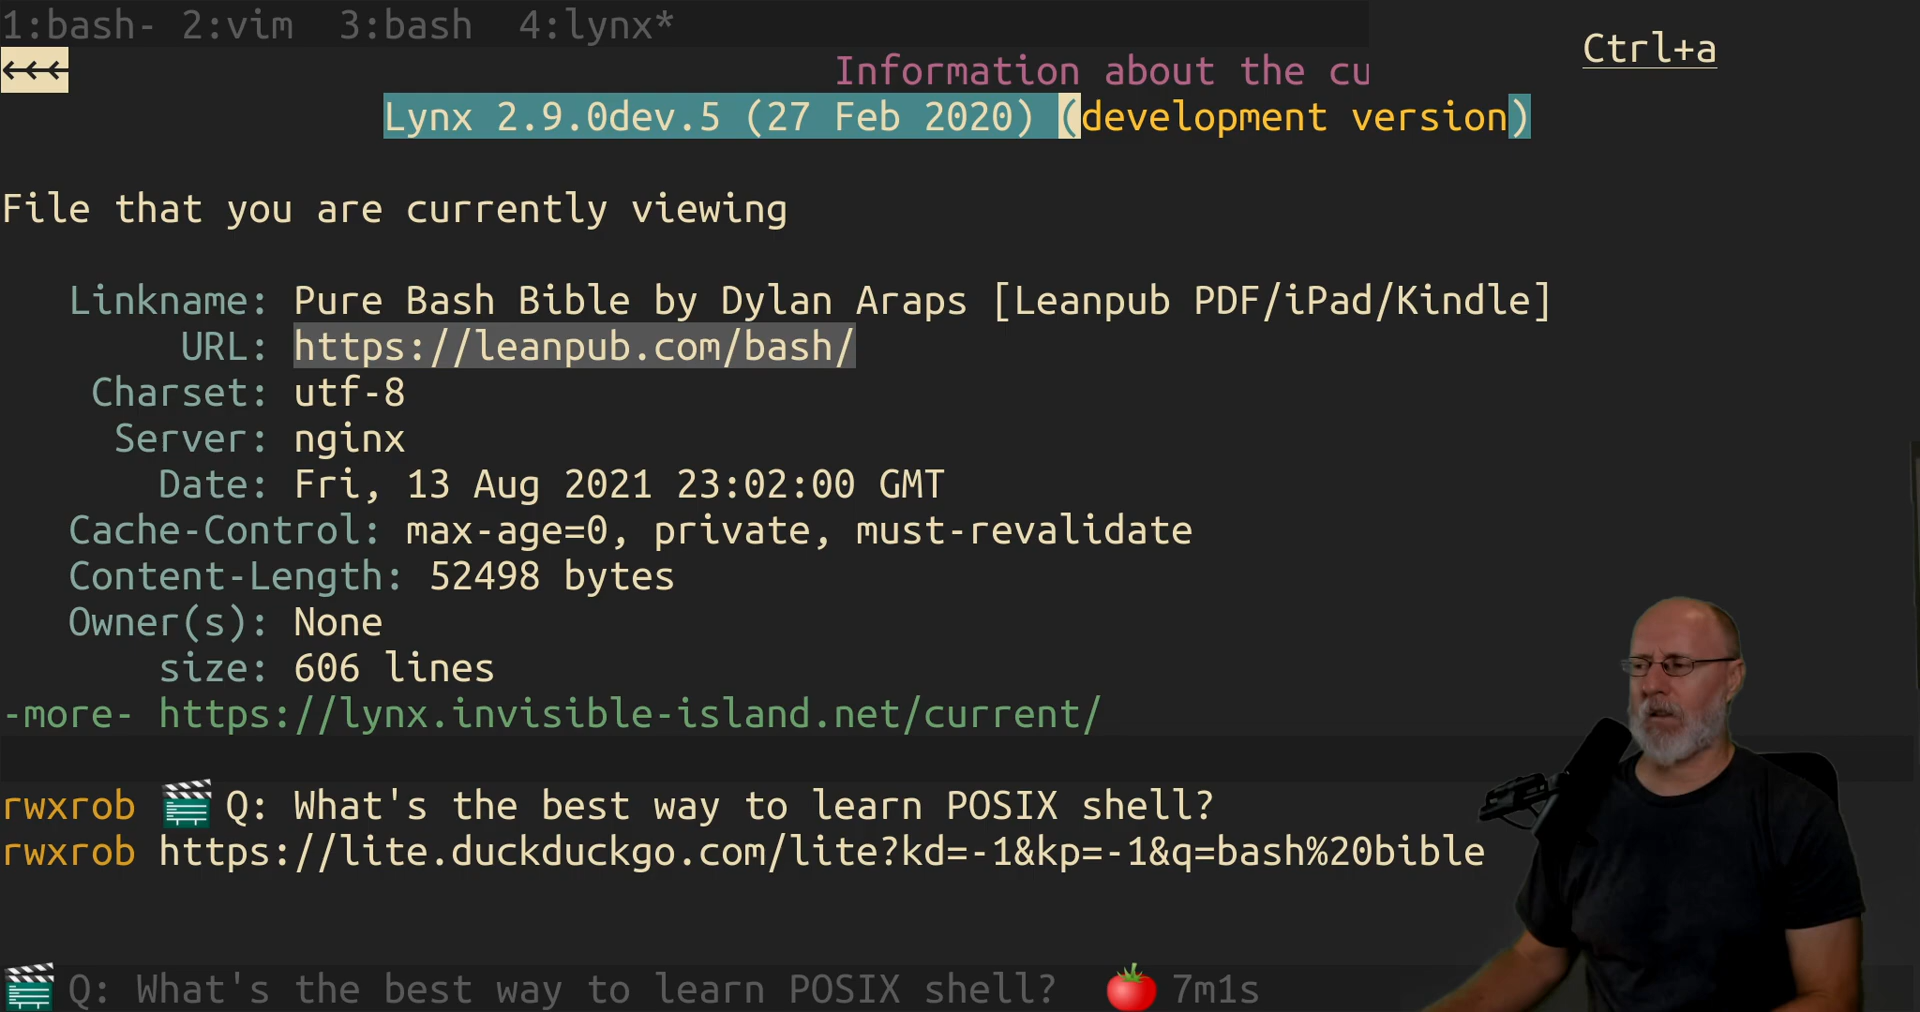 1:bash- 2:vim 3:bash 4:lynx*
Ctrl+a
←←← Information about the cu
Lynx 2.9.0dev.5 (27 Feb 2020) (development version)
File that you are currently viewing
Linkname: Pure Bash Bible by Dylan Araps [Leanpub PDF/iPad/Kindle]
URL: https://leanpub.com/bash/
Charset: utf-8
Server: nginx
Date: Fri, 13 Aug 2021 23:02:00 GMT
Cache-Control: max-age=0, private, must-revalidate
Content-Length: 52498 bytes
Owner(s): None
size: 606 lines
-more- https://lynx.invisible-island.net/current/
rwxrob 🎬 Q: What's the best way to learn POSIX shell?
rwxrob https://lite.duckduckgo.com/lite?kd=-1&kp=-1&q=bash%20bible
🎬 Q: What's the best way to learn POSIX shell? 🍅 7m1s